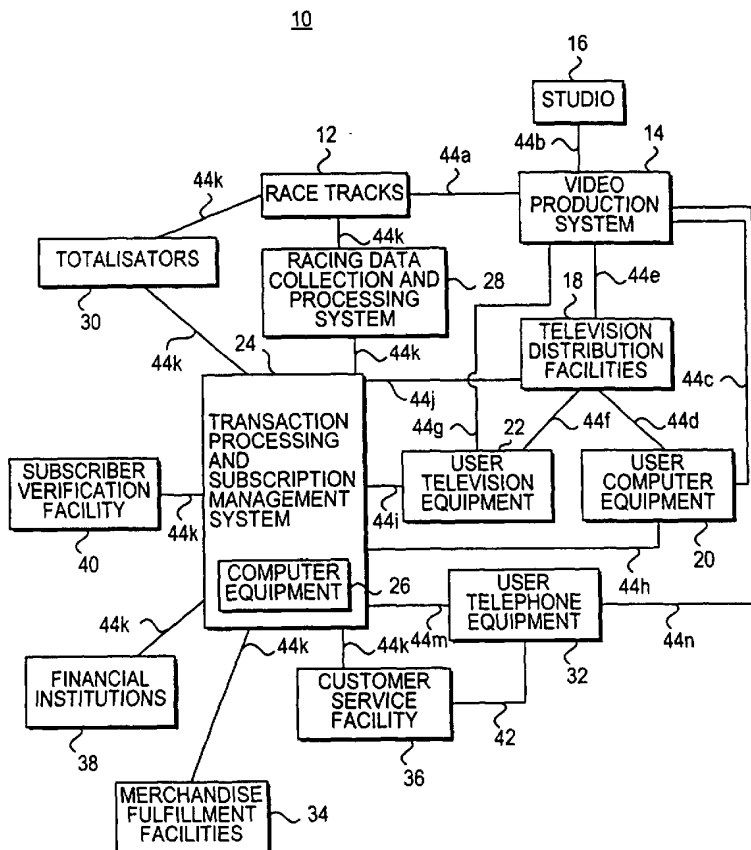 10
16
STUDIO
44b
14
12
44a
VIDEO
PRODUCTION
SYSTEM
44k
RACE TRACKS
44k
TOTALISATORS
30
RACING DATA
COLLECTION AND
PROCESSING
SYSTEM
28
18
44e
TELEVISION
DISTRIBUTION
FACILITIES
44k
24
44k
44j
44c
44g
22
44f
44d
TRANSACTION
PROCESSING
AND
SUBSCRIPTION
MANAGEMENT
SYSTEM
SUBSCRIBER
VERIFICATION
FACILITY
40
44k
44i
USER
TELEVISION
EQUIPMENT
USER
COMPUTER
EQUIPMENT
20
44h
COMPUTER
EQUIPMENT
26
USER
TELEPHONE
EQUIPMENT
32
44m
44n
44k
44k
44k
FINANCIAL
INSTITUTIONS
38
CUSTOMER
SERVICE
FACILITY
36
42
MERCHANDISE
FULFILLMENT
FACILITIES
34